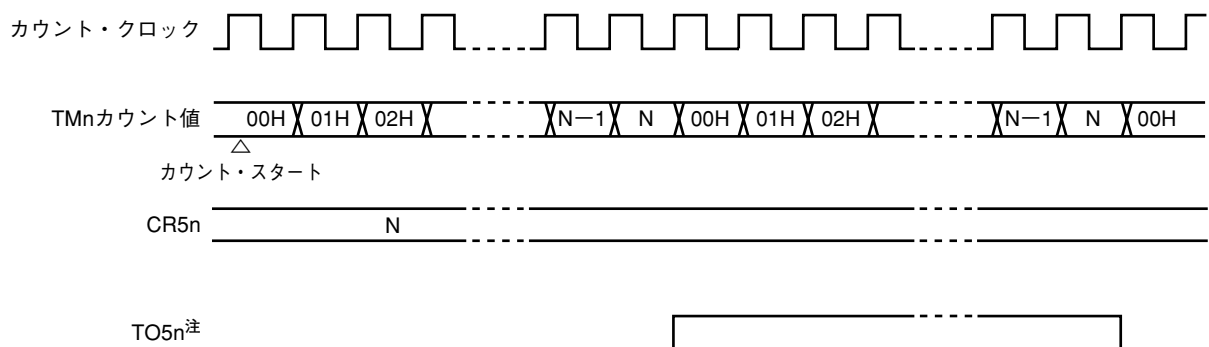 カウント・クロック
TMnカウント値 00H 01H 02H N－1 N 00H 01H 02H N－1 N 00H
△
カウント・スタート
CR5n N
TO5n注